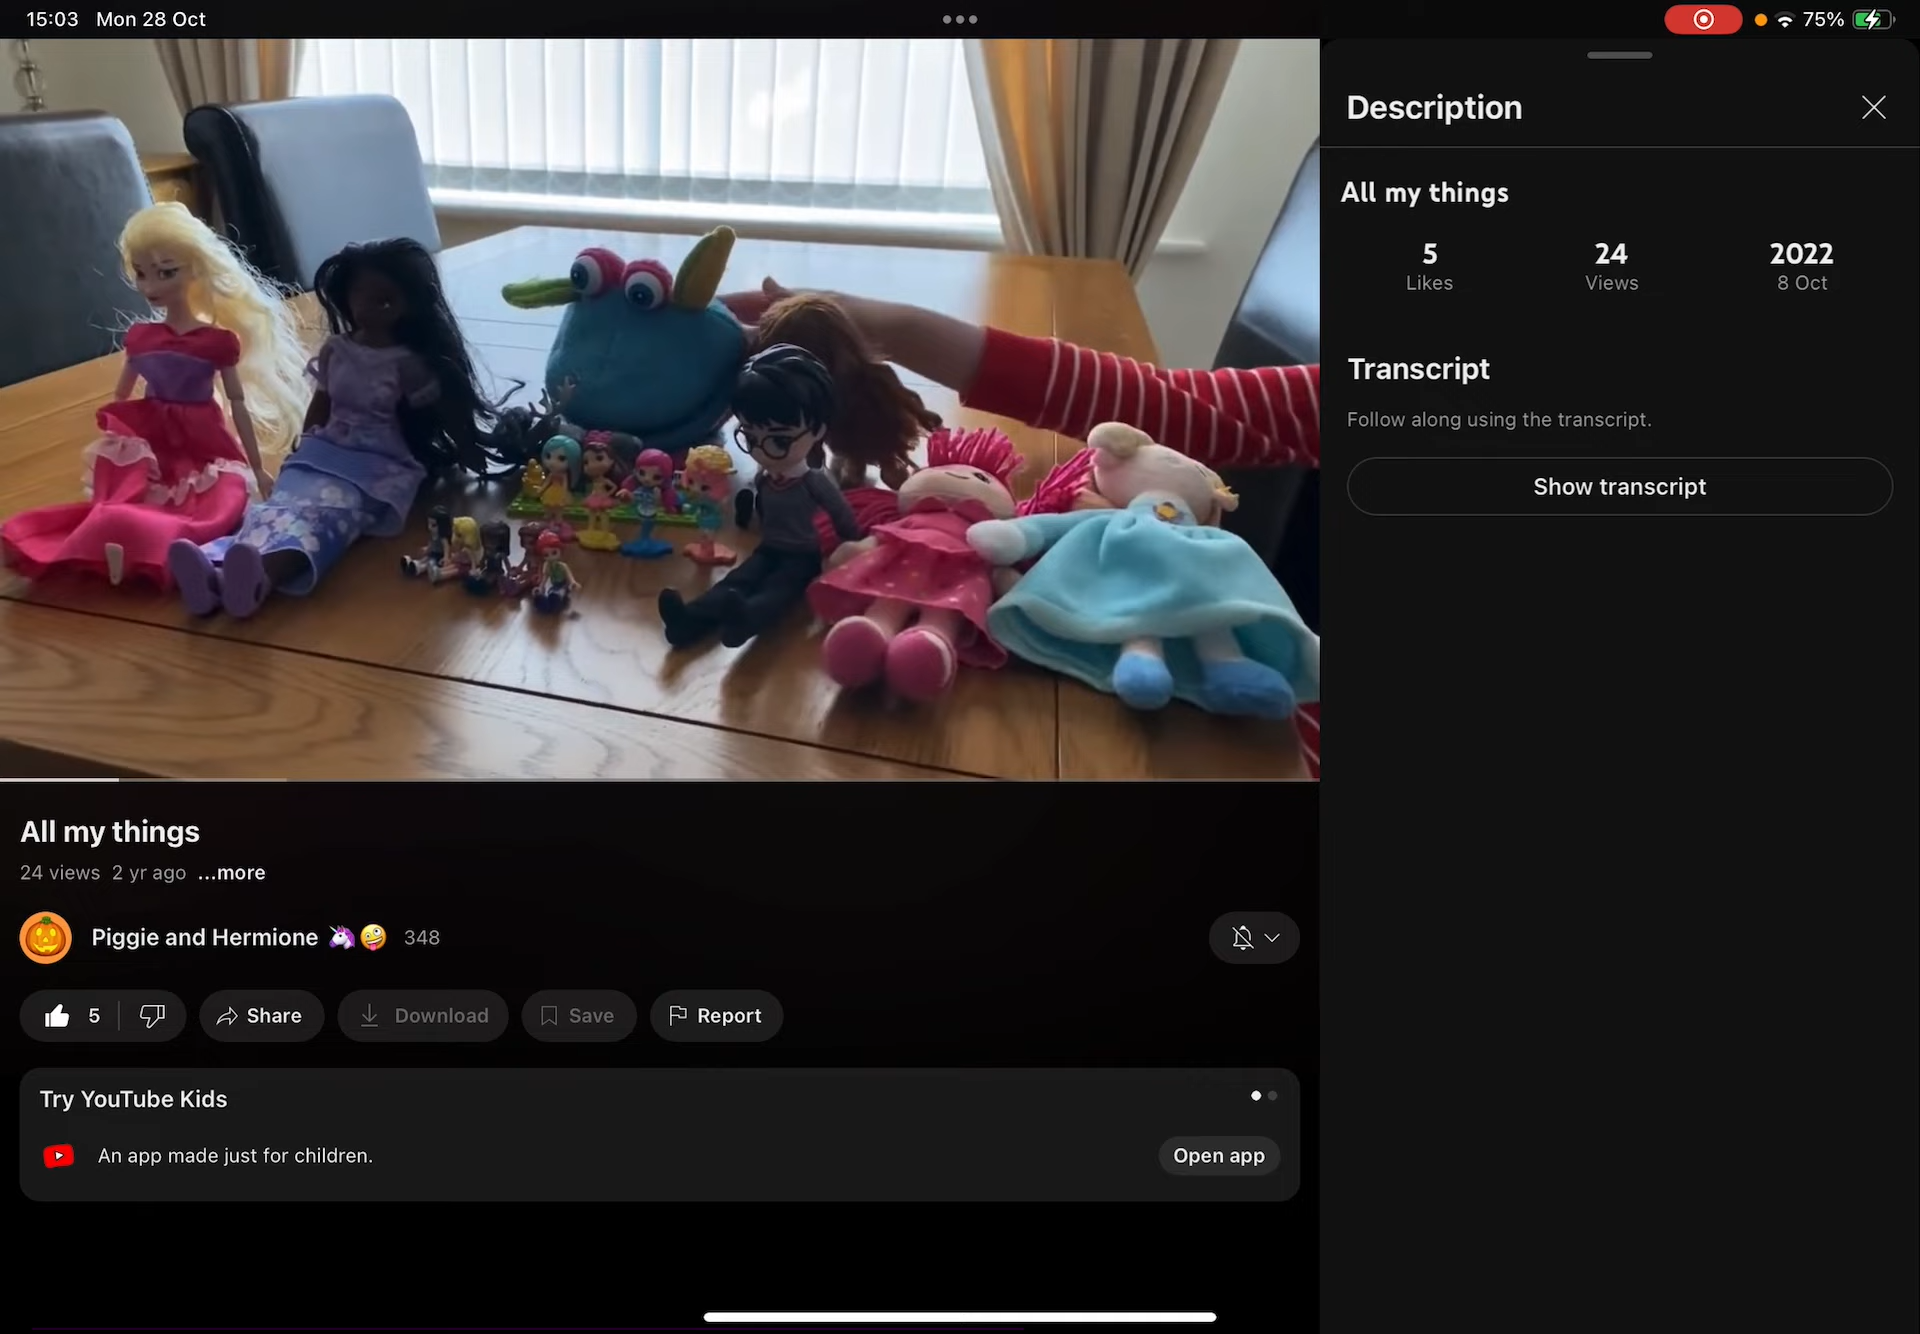 15:03 Mon 28 Oct
75%
Description
All my things
5 24 2022
Likes Views 8 Oct
Transcript
Follow along using the transcript.
Show transcript
All my things
24 views 2 yr ago ...more
Piggie and Hermione 🦄🤪 348
5 Share Download Save Report
Try YouTube Kids
An app made just for children.
Open app